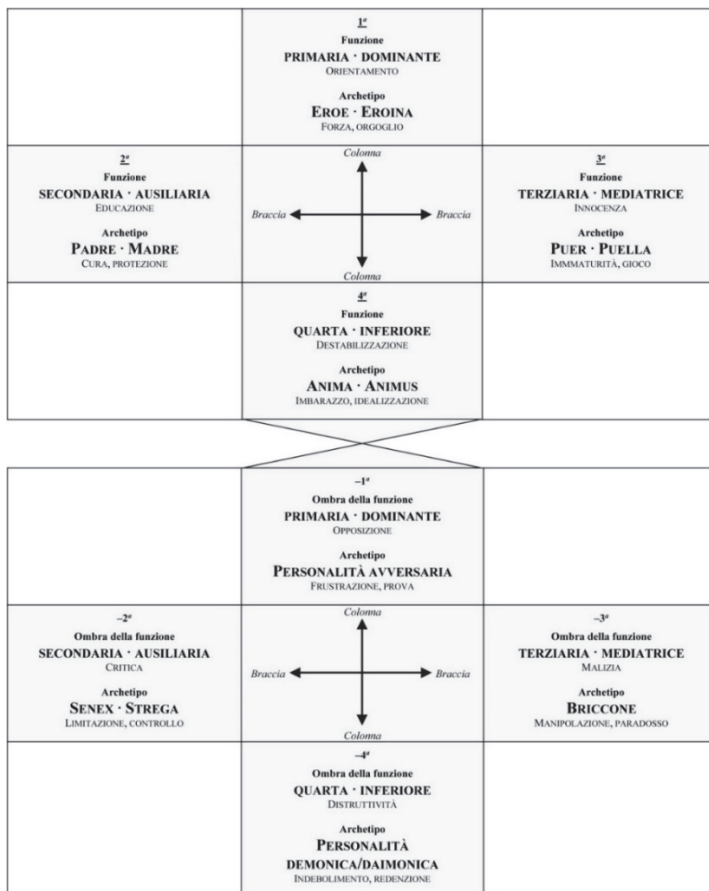 1ª
Funzione
PRIMARIA · DOMINANTE
ORIENTAMENTO
Archetipo
EROE · EROINA
FORZA, ORGOGLIO
2ª
Funzione
SECONDARIA · AUSILIARIA
EDUCAZIONE
Archetipo
PADRE · MADRE
CURA, PROTEZIONE
Colonna
Braccia
Braccia
Colonna
3ª
Funzione
TERZIARIA · MEDIATRICE
INNOCENZA
Archetipo
PUER · PUELLA
IMMMATURITÀ, GIOCO
4ª
Funzione
QUARTA · INFERIORE
DESTABILIZZAZIONE
Archetipo
ANIMA · ANIMUS
IMBARAZZO, IDEALIZZAZIONE
–1ª
Ombra della funzione
PRIMARIA · DOMINANTE
OPPOSIZIONE
Archetipo
PERSONALITÀ AVVERSARIA
FRUSTRAZIONE, PROVA
–2ª
Ombra della funzione
SECONDARIA · AUSILIARIA
CRITICA
Archetipo
SENEX · STREGA
LIMITAZIONE, CONTROLLO
Colonna
Braccia
Braccia
Colonna
–3ª
Ombra della funzione
TERZIARIA · MEDIATRICE
MALIZIA
Archetipo
BRICCONE
MANIPOLAZIONE, PARADOSSO
–4ª
Ombra della funzione
QUARTA · INFERIORE
DISTRUTTIVITÀ
Archetipo
PERSONALITÀ
DEMONICA/DAIMONICA
INDEBOLIMENTO, REDENZIONE